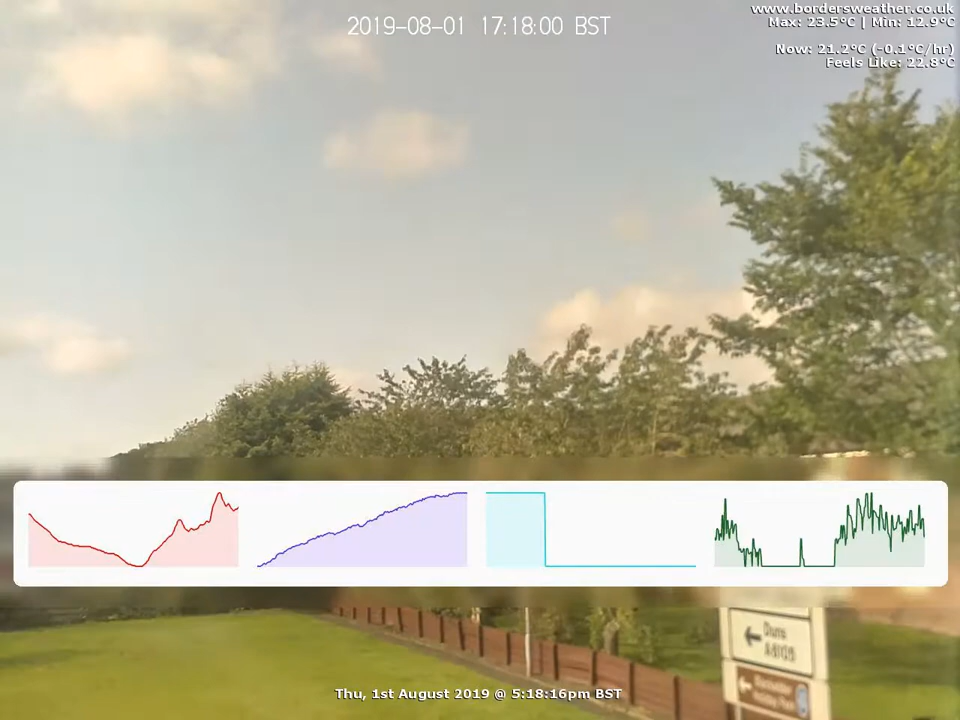 2019-08-01 17:18:00 BST
www.bordersweather.co.uk
Max: 23.5°C | Min: 12.9°C
Now: 21.2°C (-0.1°C/hr)
Feels Like: 22.8°C
Duns
A6105
Thu, 1st August 2019 @ 5:18:16pm BST